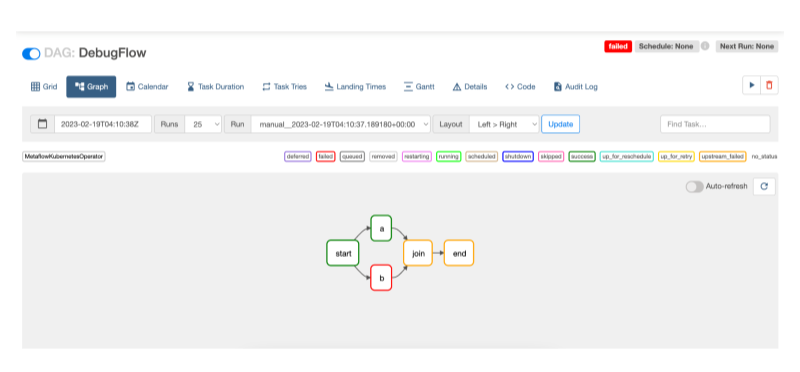 DAG: DebugFlow
failed Schedule: None Next Run: None
Grid Graph Calendar Task Duration Task Tries Landing Times Gantt Details <> Code Audit Log
2023-02-19T04:10:38Z Runs 25 Run manual__2023-02-19T04:10:37.189180+00:00 Layout Left > Right Update Find Task...
MetaflowKubernetesOperator deferred failed queued removed restarting running scheduled shutdown skipped success up_for_reschedule up_for_retry upstream_failed no_status
Auto-refresh
a
start join end
b